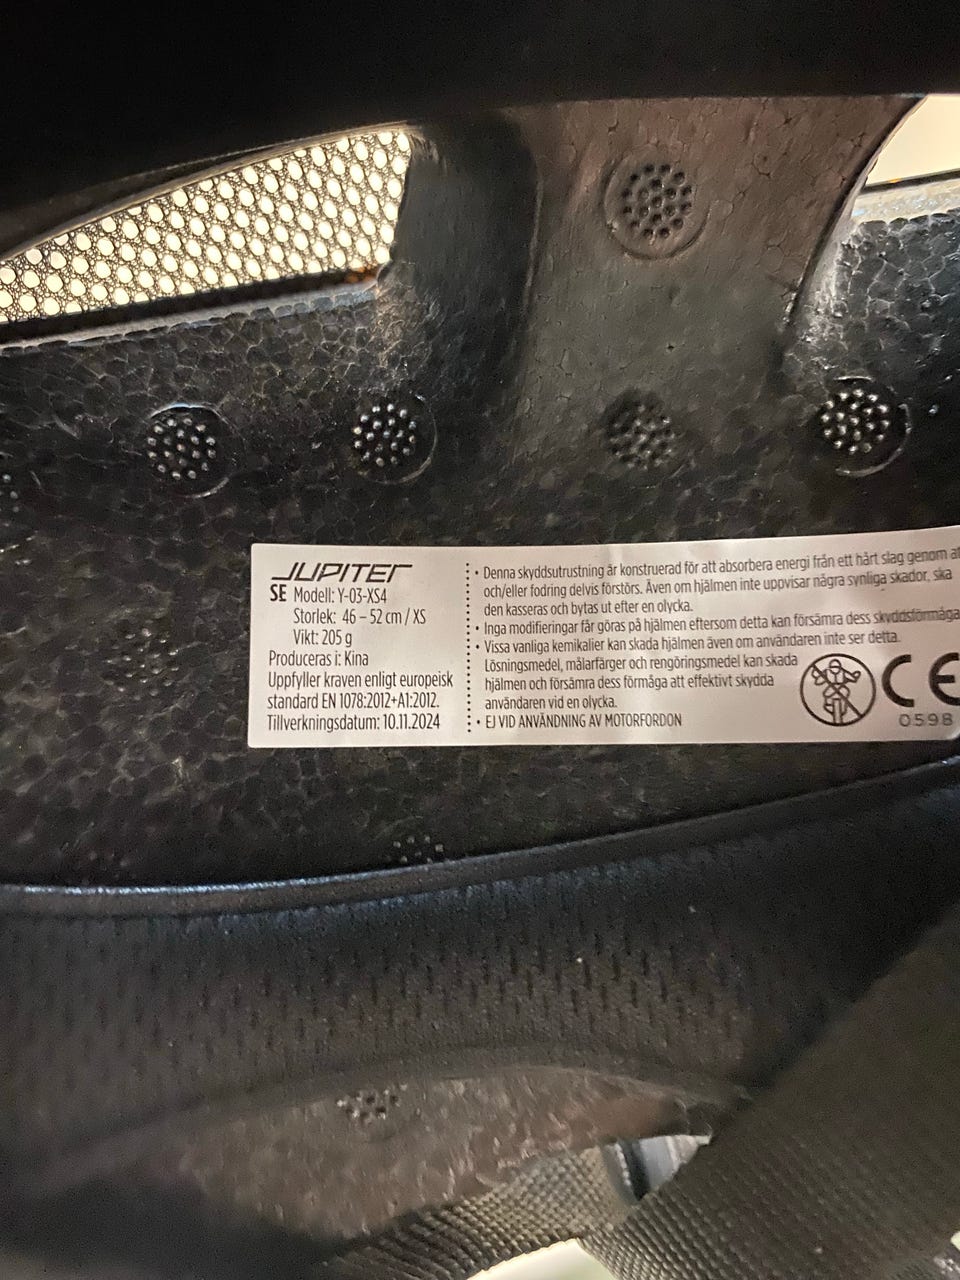 JUPITER
SE Modell: Y-03-XS4
Storlek: 46 – 52 cm / XS
Vikt: 205 g
Produceras i: Kina
Uppfyller kraven enligt europeisk
standard EN 1078:2012+A1:2012.
Tillverkningsdatum: 10.11.2024
• Denna skyddsutrustning är konstruerad för att absorbera energi från ett hårt slag genom at
och/eller fodring delvis förstörs. Även om hjälmen inte uppvisar några synliga skador, ska
den kasseras och bytas ut efter en olycka.
• Inga modifieringar får göras på hjälmen eftersom detta kan försämra dess skyddsförmåga
• Vissa vanliga kemikalier kan skada hjälmen även om användaren inte ser detta.
Lösningsmedel, målarfärger och rengöringsmedel kan skada
hjälmen och försämra dess förmåga att effektivt skydda
användaren vid en olycka.
• EJ VID ANVÄNDNING AV MOTORFORDON
CE
0598